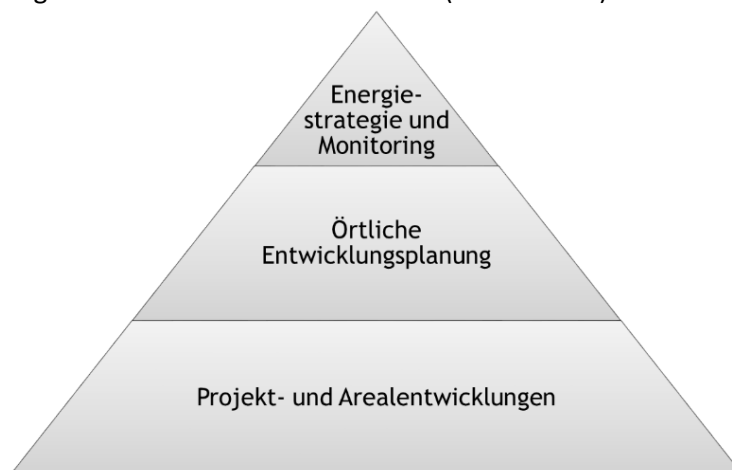 Energie-
strategie und
Monitoring
Örtliche
Entwicklungsplanung
Projekt- und Arealentwicklungen